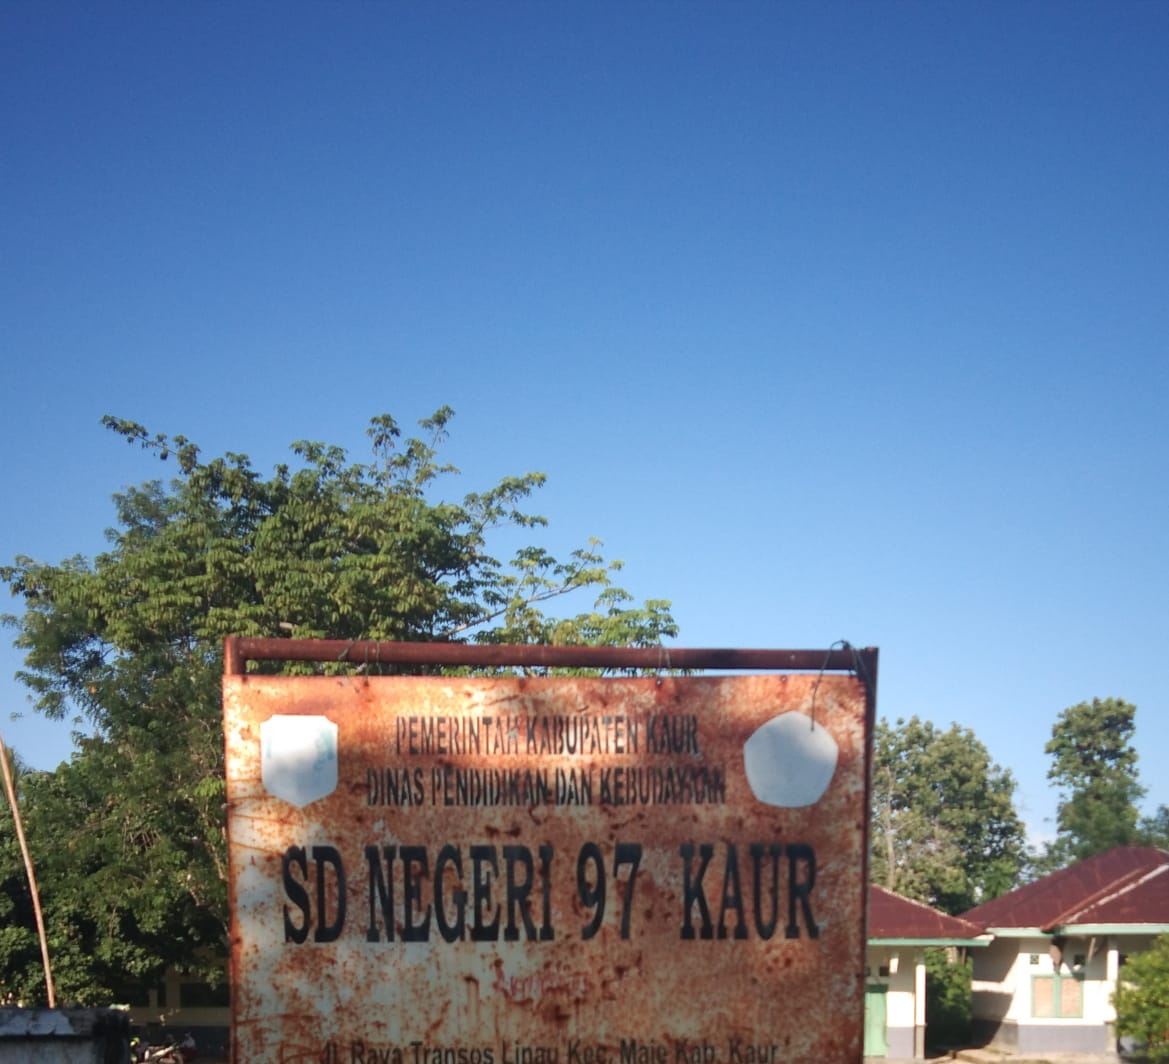 PEMERINTAH KABUPATEN KAUR
DINAS PENDIDIKAN DAN KEBUDAYAAN
SD NEGERI 97 KAUR
Jl. Raya Transos Linau Kec. Maje Kab. Kaur